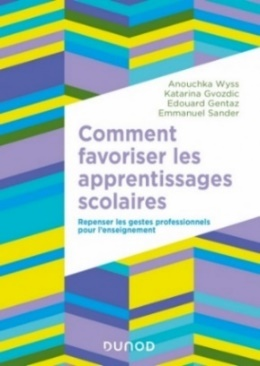 Anouchka Wyss
Katarina Gvozdic
Edouard Gentaz
Emmanuel Sander
Comment
favoriser les
apprentissages
scolaires
Repenser les gestes professionnels
pour l'enseignement
DUNOD